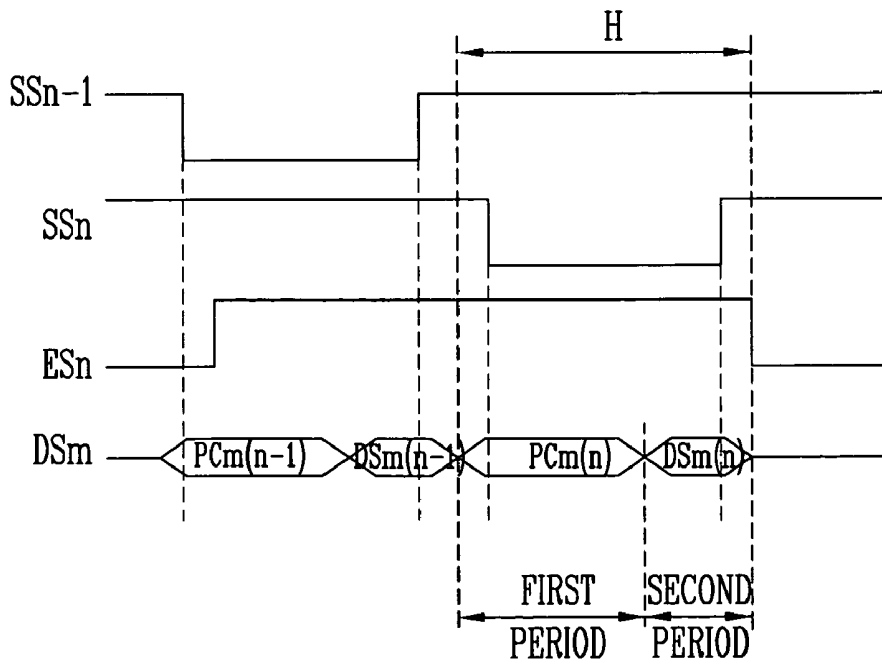 H
SSn-1
SSn
ESn
DSm
PCm(n-1)
DSm(n-1)
PCm(n)
DSm(n)
FIRST
PERIOD
SECOND
PERIOD